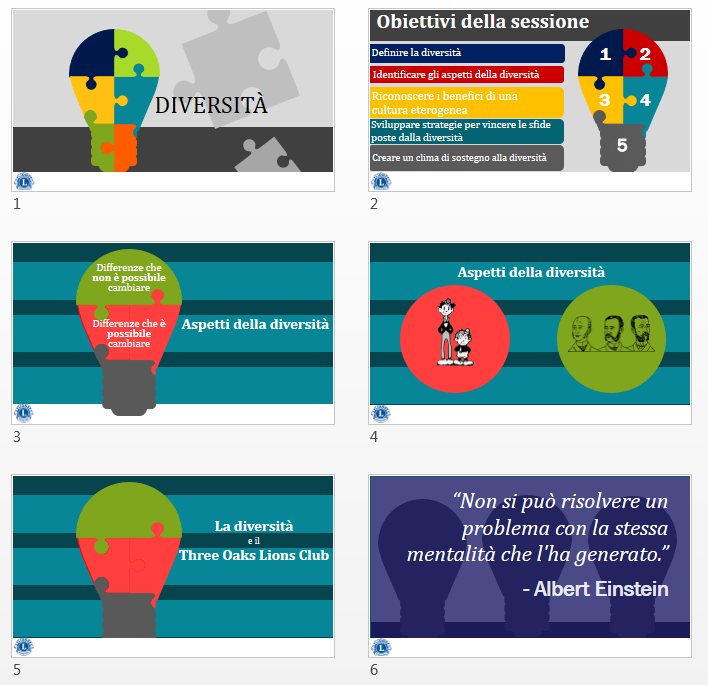 DIVERSITÀ
1
Obiettivi della sessione
Definire la diversità
Identificare gli aspetti della diversità
Riconoscere i benefici di una
cultura eterogenea
Sviluppare strategie per vincere le sfide
poste dalla diversità
Creare un clima di sostegno alla diversità
1 2
3 4
5
2
Differenze che
non è possibile
cambiare
Differenze che è
possibile
cambiare
Aspetti della diversità
3
Aspetti della diversità
4
La diversità
e il
Three Oaks Lions Club
5
“Non si può risolvere un
problema con la stessa
mentalità che l'ha generato.”
- Albert Einstein
6